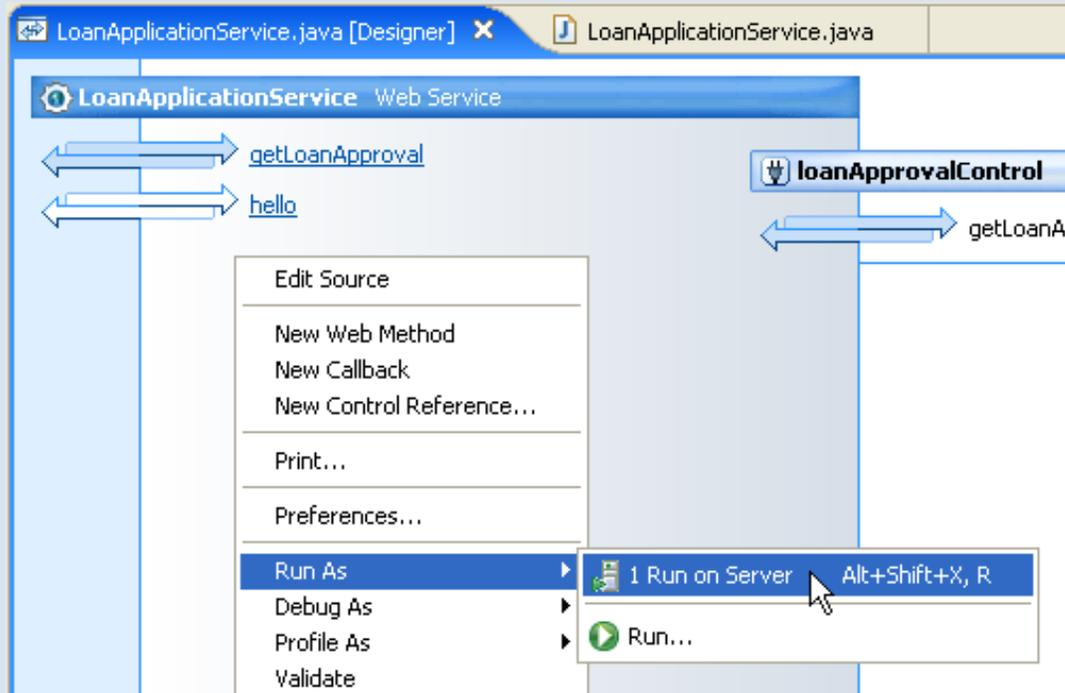 LoanApplicationService.java [Designer]
LoanApplicationService.java
LoanApplicationService Web Service
getLoanApproval
hello
loanApprovalControl
getLoanA
Edit Source
New Web Method
New Callback
New Control Reference...
Print...
Preferences...
Run As
1 Run on Server Alt+Shift+X, R
Debug As
Profile As
Run...
Validate